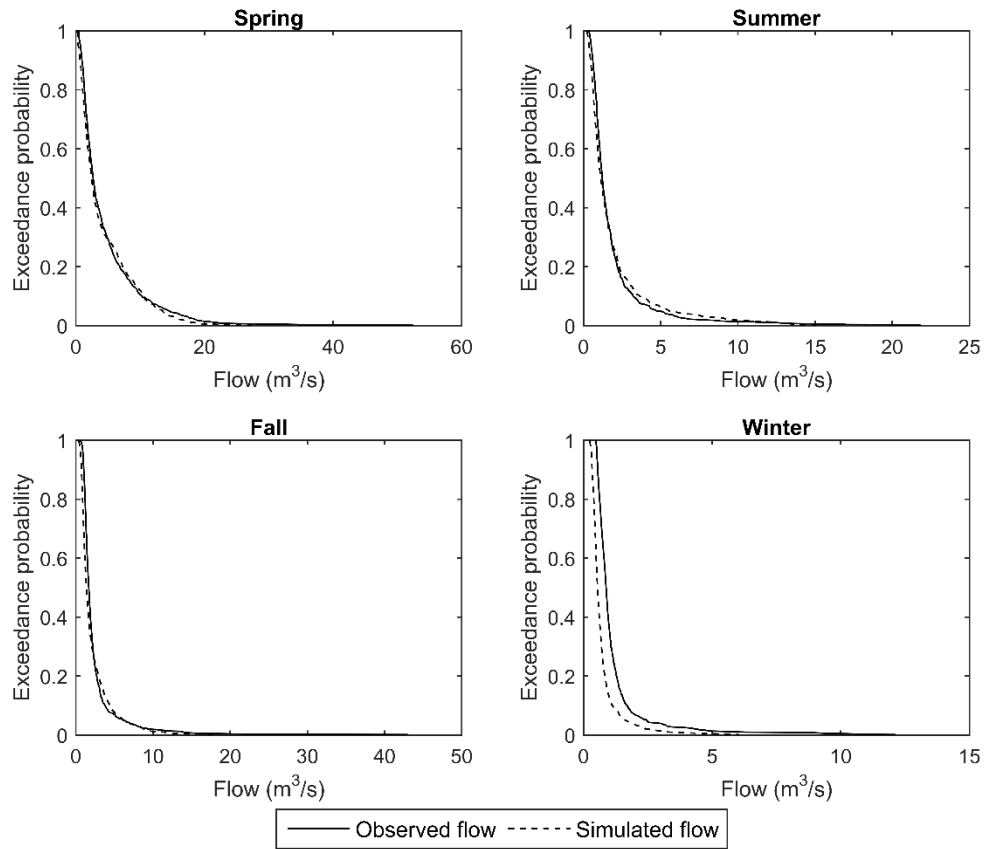 Spring
Exceedance probability
1
0.8
0.6
0.4
0.2
0
0 20 40 60
Flow (m³/s)
Summer
Exceedance probability
1
0.8
0.6
0.4
0.2
0
0 5 10 15 20 25
Flow (m³/s)
Fall
Exceedance probability
1
0.8
0.6
0.4
0.2
0
0 10 20 30 40 50
Flow (m³/s)
Winter
Exceedance probability
1
0.8
0.6
0.4
0.2
0
0 5 10 15
Flow (m³/s)
Observed flow Simulated flow